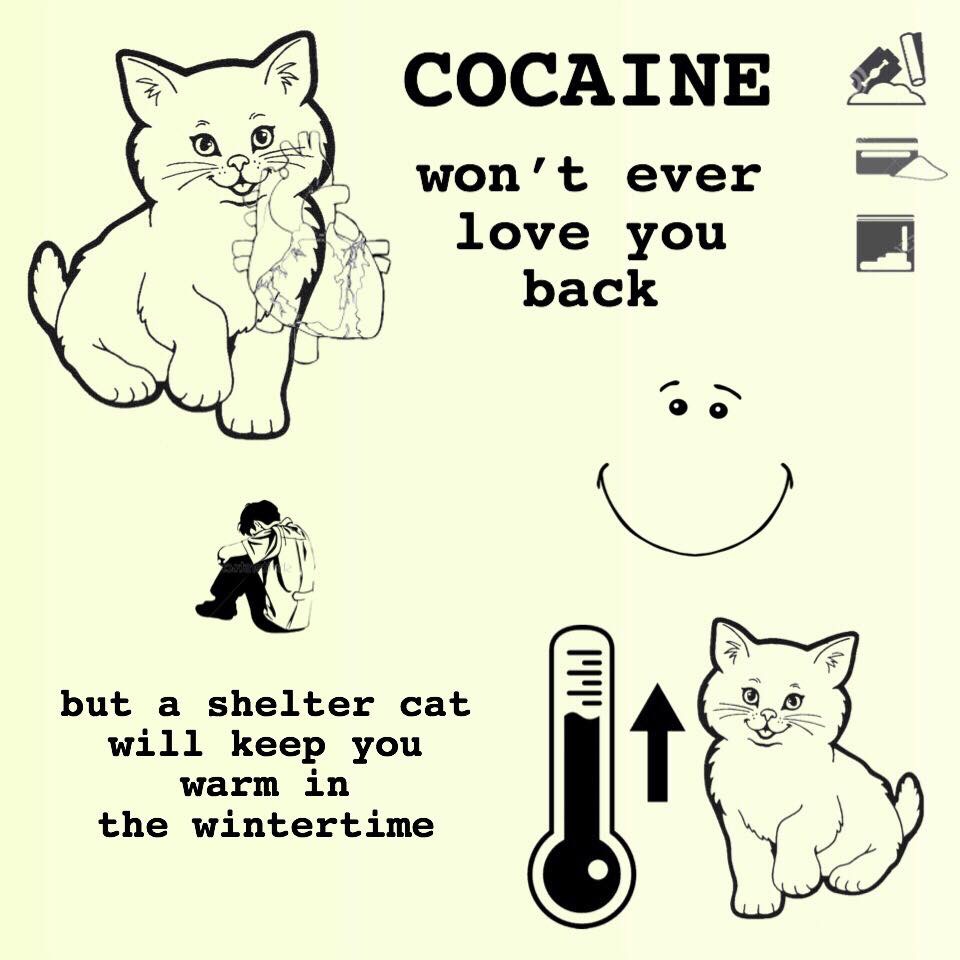 COCAINE
won't ever
love you
back
but a shelter cat
will keep you
warm in
the wintertime